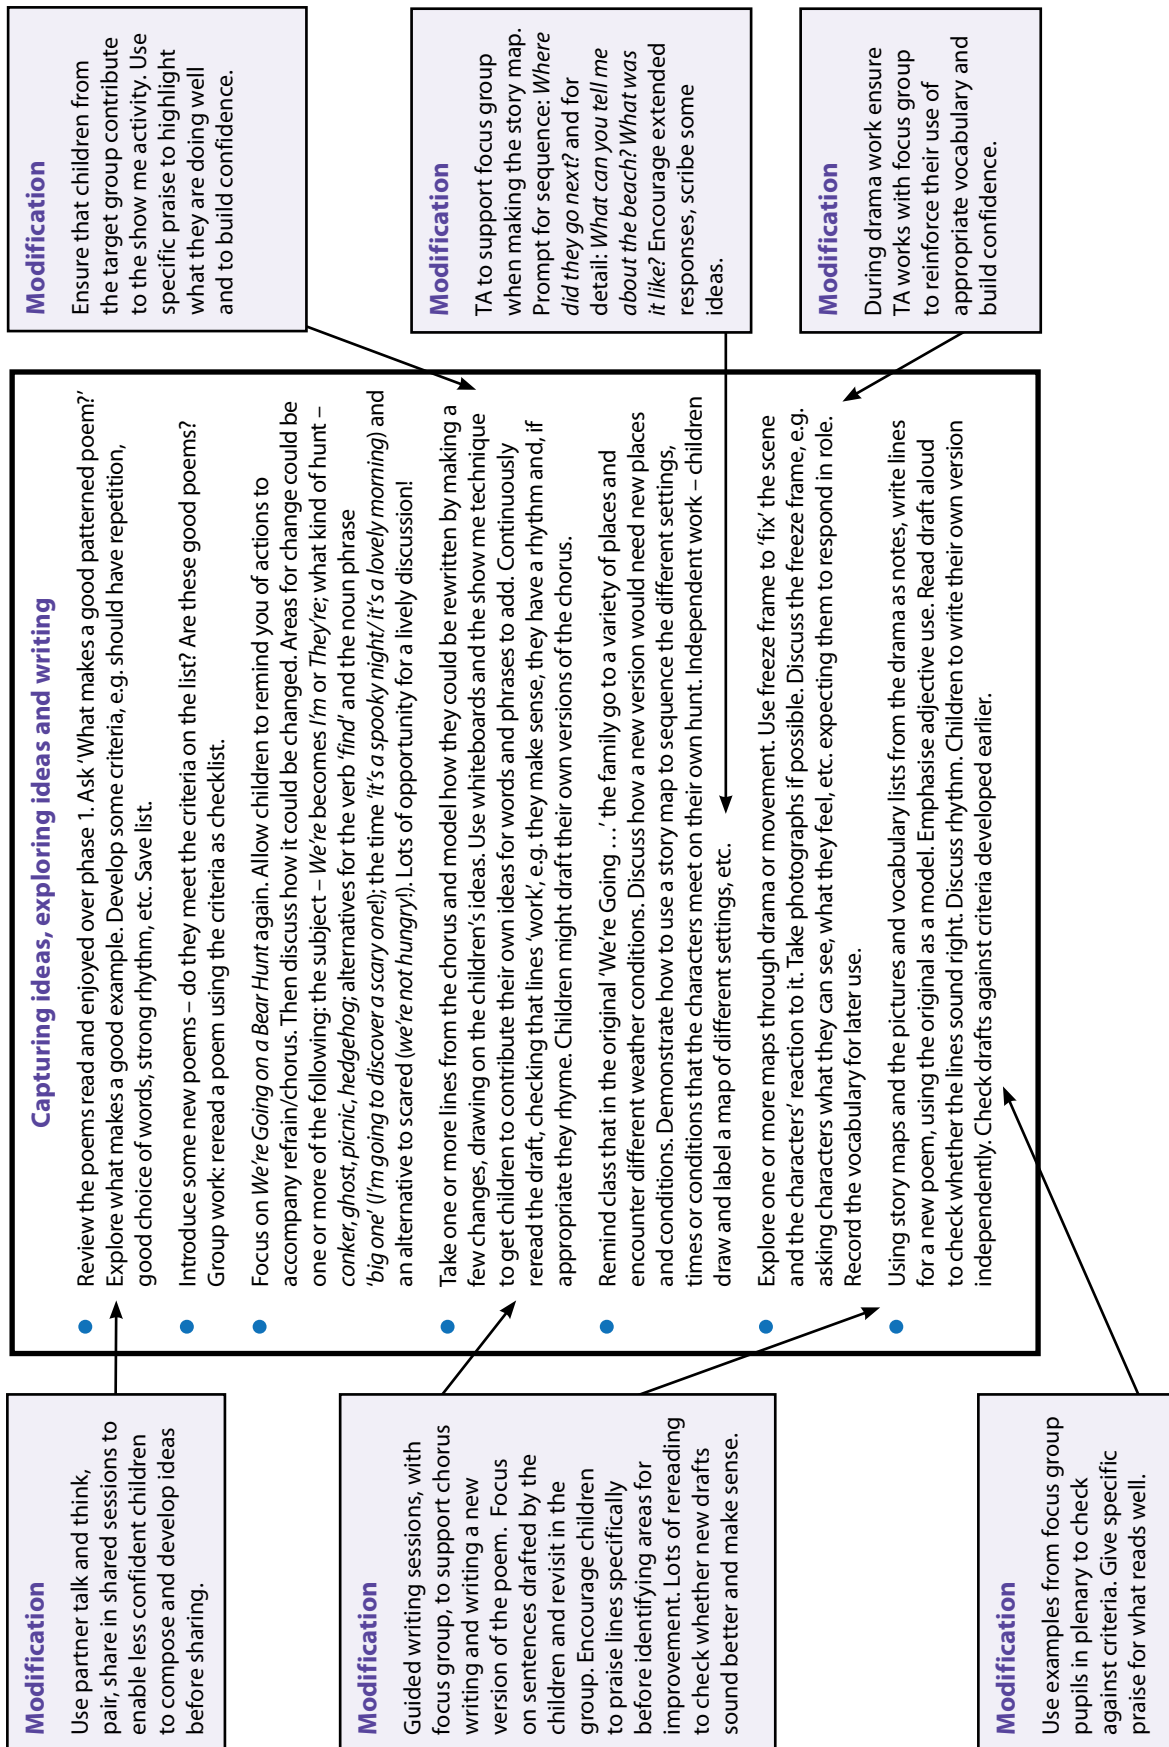 Capturing ideas, exploring ideas and writing
Review the poems read and enjoyed over phase 1. Ask ‘What makes a good patterned poem?’
Explore what makes a good example. Develop some criteria, e.g. should have repetition,
good choice of words, strong rhythm, etc. Save list.
Introduce some new poems – do they meet the criteria on the list? Are these good poems?
Group work: reread a poem using the criteria as checklist.
Focus on We’re Going on a Bear Hunt again. Allow children to remind you of actions to
accompany refrain/chorus. Then discuss how it could be changed. Areas for change could be
one or more of the following: the subject – We’re becomes I’m or They’re; what kind of hunt –
conker, ghost, picnic, hedgehog; alternatives for the verb ‘find’ and the noun phrase
‘big one’ (I’m going to discover a scary one!); the time ‘it’s a spooky night/ it’s a lovely morning) and
an alternative to scared (we’re not hungry!). Lots of opportunity for a lively discussion!
Take one or more lines from the chorus and model how they could be rewritten by making a
few changes, drawing on the children’s ideas. Use whiteboards and the show me technique
to get children to contribute their own ideas for words and phrases to add. Continuously
reread the draft, checking that lines ‘work’, e.g. they make sense, they have a rhythm and, if
appropriate they rhyme. Children might draft their own versions of the chorus.
Remind class that in the original ‘We’re Going …’ the family go to a variety of places and
encounter different weather conditions. Discuss how a new version would need new places
and conditions. Demonstrate how to use a story map to sequence the different settings,
times or conditions that the characters meet on their own hunt. Independent work – children
draw and label a map of different settings, etc.
Explore one or more maps through drama or movement. Use freeze frame to ‘fix’ the scene
and the characters’ reaction to it. Take photographs if possible. Discuss the freeze frame, e.g.
asking characters what they can see, what they feel, etc. expecting them to respond in role.
Record the vocabulary for later use.
Using story maps and the pictures and vocabulary lists from the drama as notes, write lines
for a new poem, using the original as a model. Emphasise adjective use. Read draft aloud
to check whether the lines sound right. Discuss rhythm. Children to write their own version
independently. Check drafts against criteria developed earlier.
Modification
Use partner talk and think,
pair, share in shared sessions to
enable less confident children
to compose and develop ideas
before sharing.
Modification
Guided writing sessions, with
focus group, to support chorus
writing and writing a new
version of the poem.  Focus
on sentences drafted by the
children and revisit in the
group. Encourage children
to praise lines specifically
before identifying areas for
improvement. Lots of rereading
to check whether new drafts
sound better and make sense.
Modification
Use examples from focus group
pupils in plenary to check
against criteria. Give specific
praise for what reads well.
Modification
Ensure that children from
the target group contribute
to the show me activity. Use
specific praise to highlight
what they are doing well
and to build confidence.
Modification
TA to support focus group
when making the story map.
Prompt for sequence: Where
did they go next? and for
detail: What can you tell me
about the beach? What was
it like? Encourage extended
responses, scribe some
ideas.
Modification
During drama work ensure
TA works with focus group
to reinforce their use of
appropriate vocabulary and
build confidence.